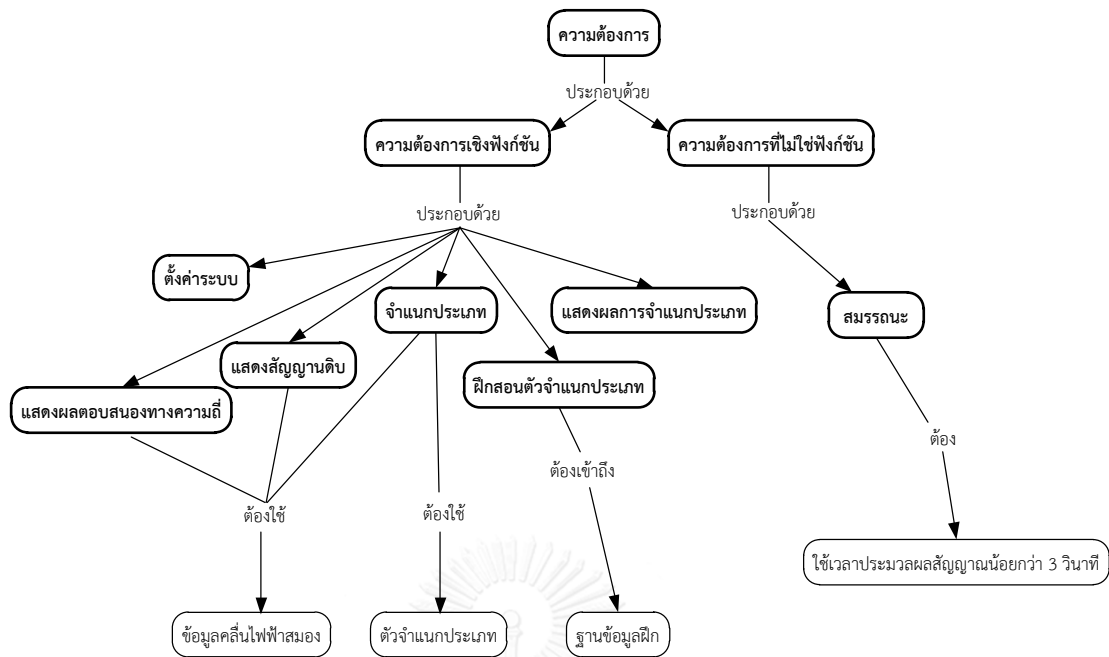 ความต้องการ
ประกอบด้วย
ความต้องการเชิงฟังก์ชัน
ความต้องการที่ไม่ใช่ฟังก์ชัน
ประกอบด้วย
ประกอบด้วย
ตั้งค่าระบบ
จำแนกประเภท
แสดงผลการจำแนกประเภท
สมรรถนะ
แสดงสัญญานดิบ
ฝึกสอนตัวจำแนกประเภท
แสดงผลตอบสนองทางความถี่
ต้อง
ต้องเข้าถึง
ต้องใช้
ต้องใช้
ใช้เวลาประมวลผลสัญญาณน้อยกว่า 3 วินาที
ข้อมูลคลื่นไฟฟ้าสมอง
ตัวจำแนกประเภท
ฐานข้อมูลฝึก